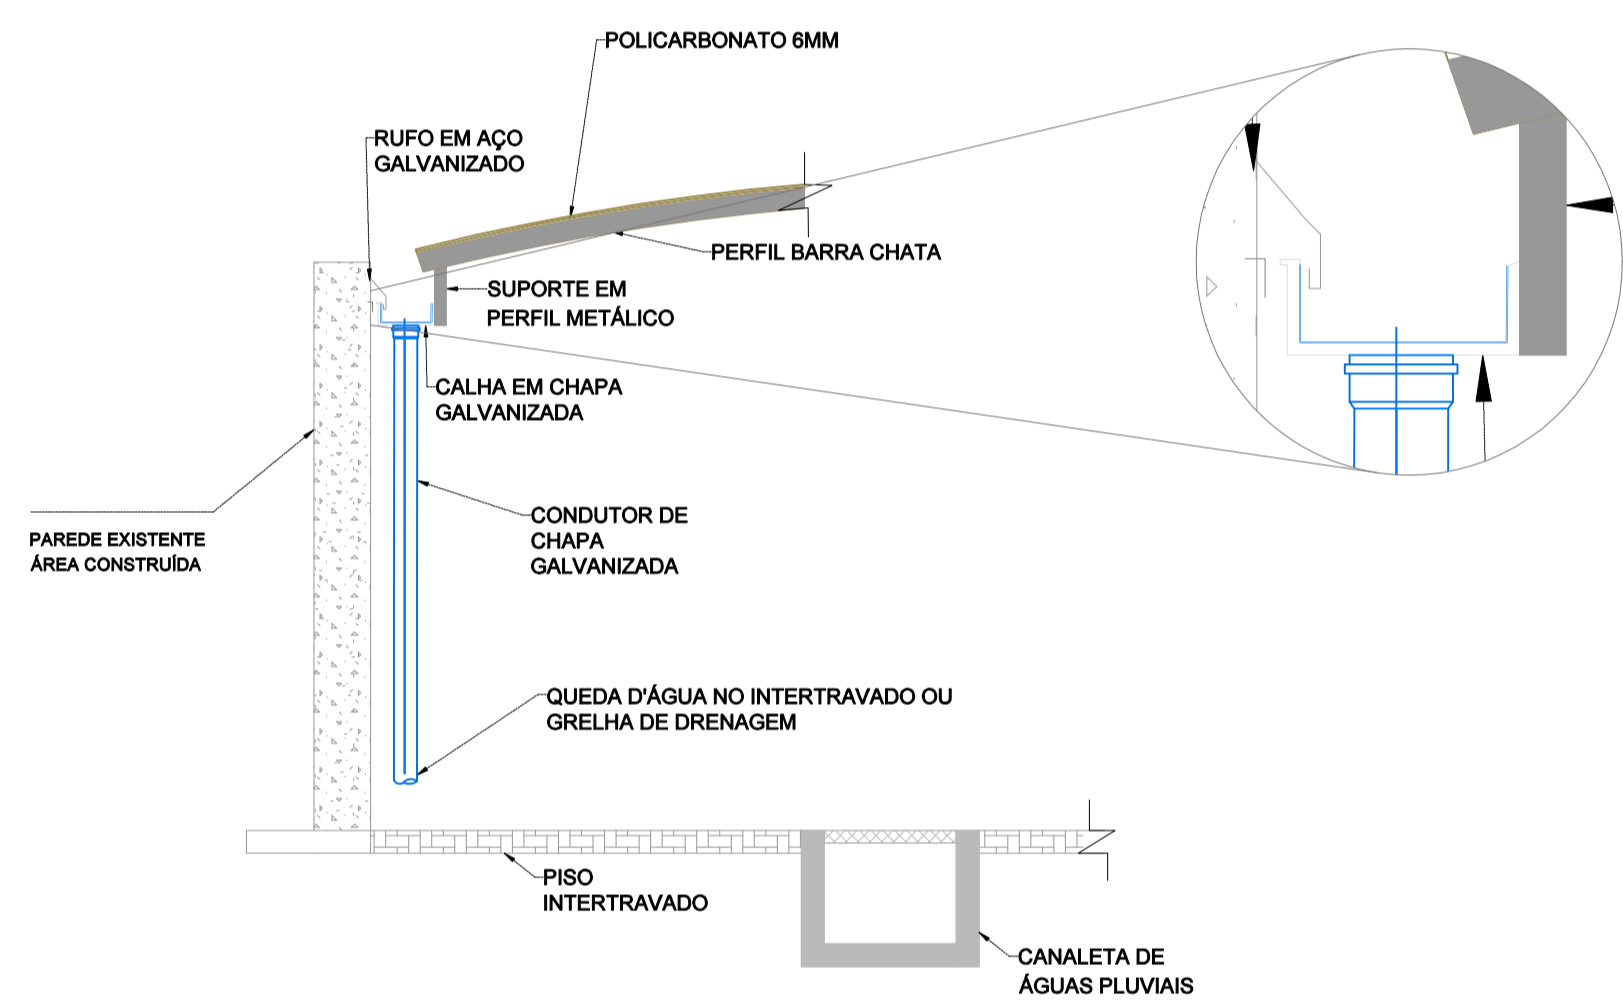 POLICARBONATO 6MM
RUFO EM AÇO
GALVANIZADO
PERFIL BARRA CHATA
SUPORTE EM
PERFIL METÁLICO
CALHA EM CHAPA
GALVANIZADA
CONDUTOR DE
CHAPA
GALVANIZADA
PAREDE EXISTENTE
ÁREA CONSTRUÍDA
QUEDA D'ÁGUA NO INTERTRAVADO OU
GRELHA DE DRENAGEM
PISO
INTERTRAVADO
CANALETA DE
ÁGUAS PLUVIAIS